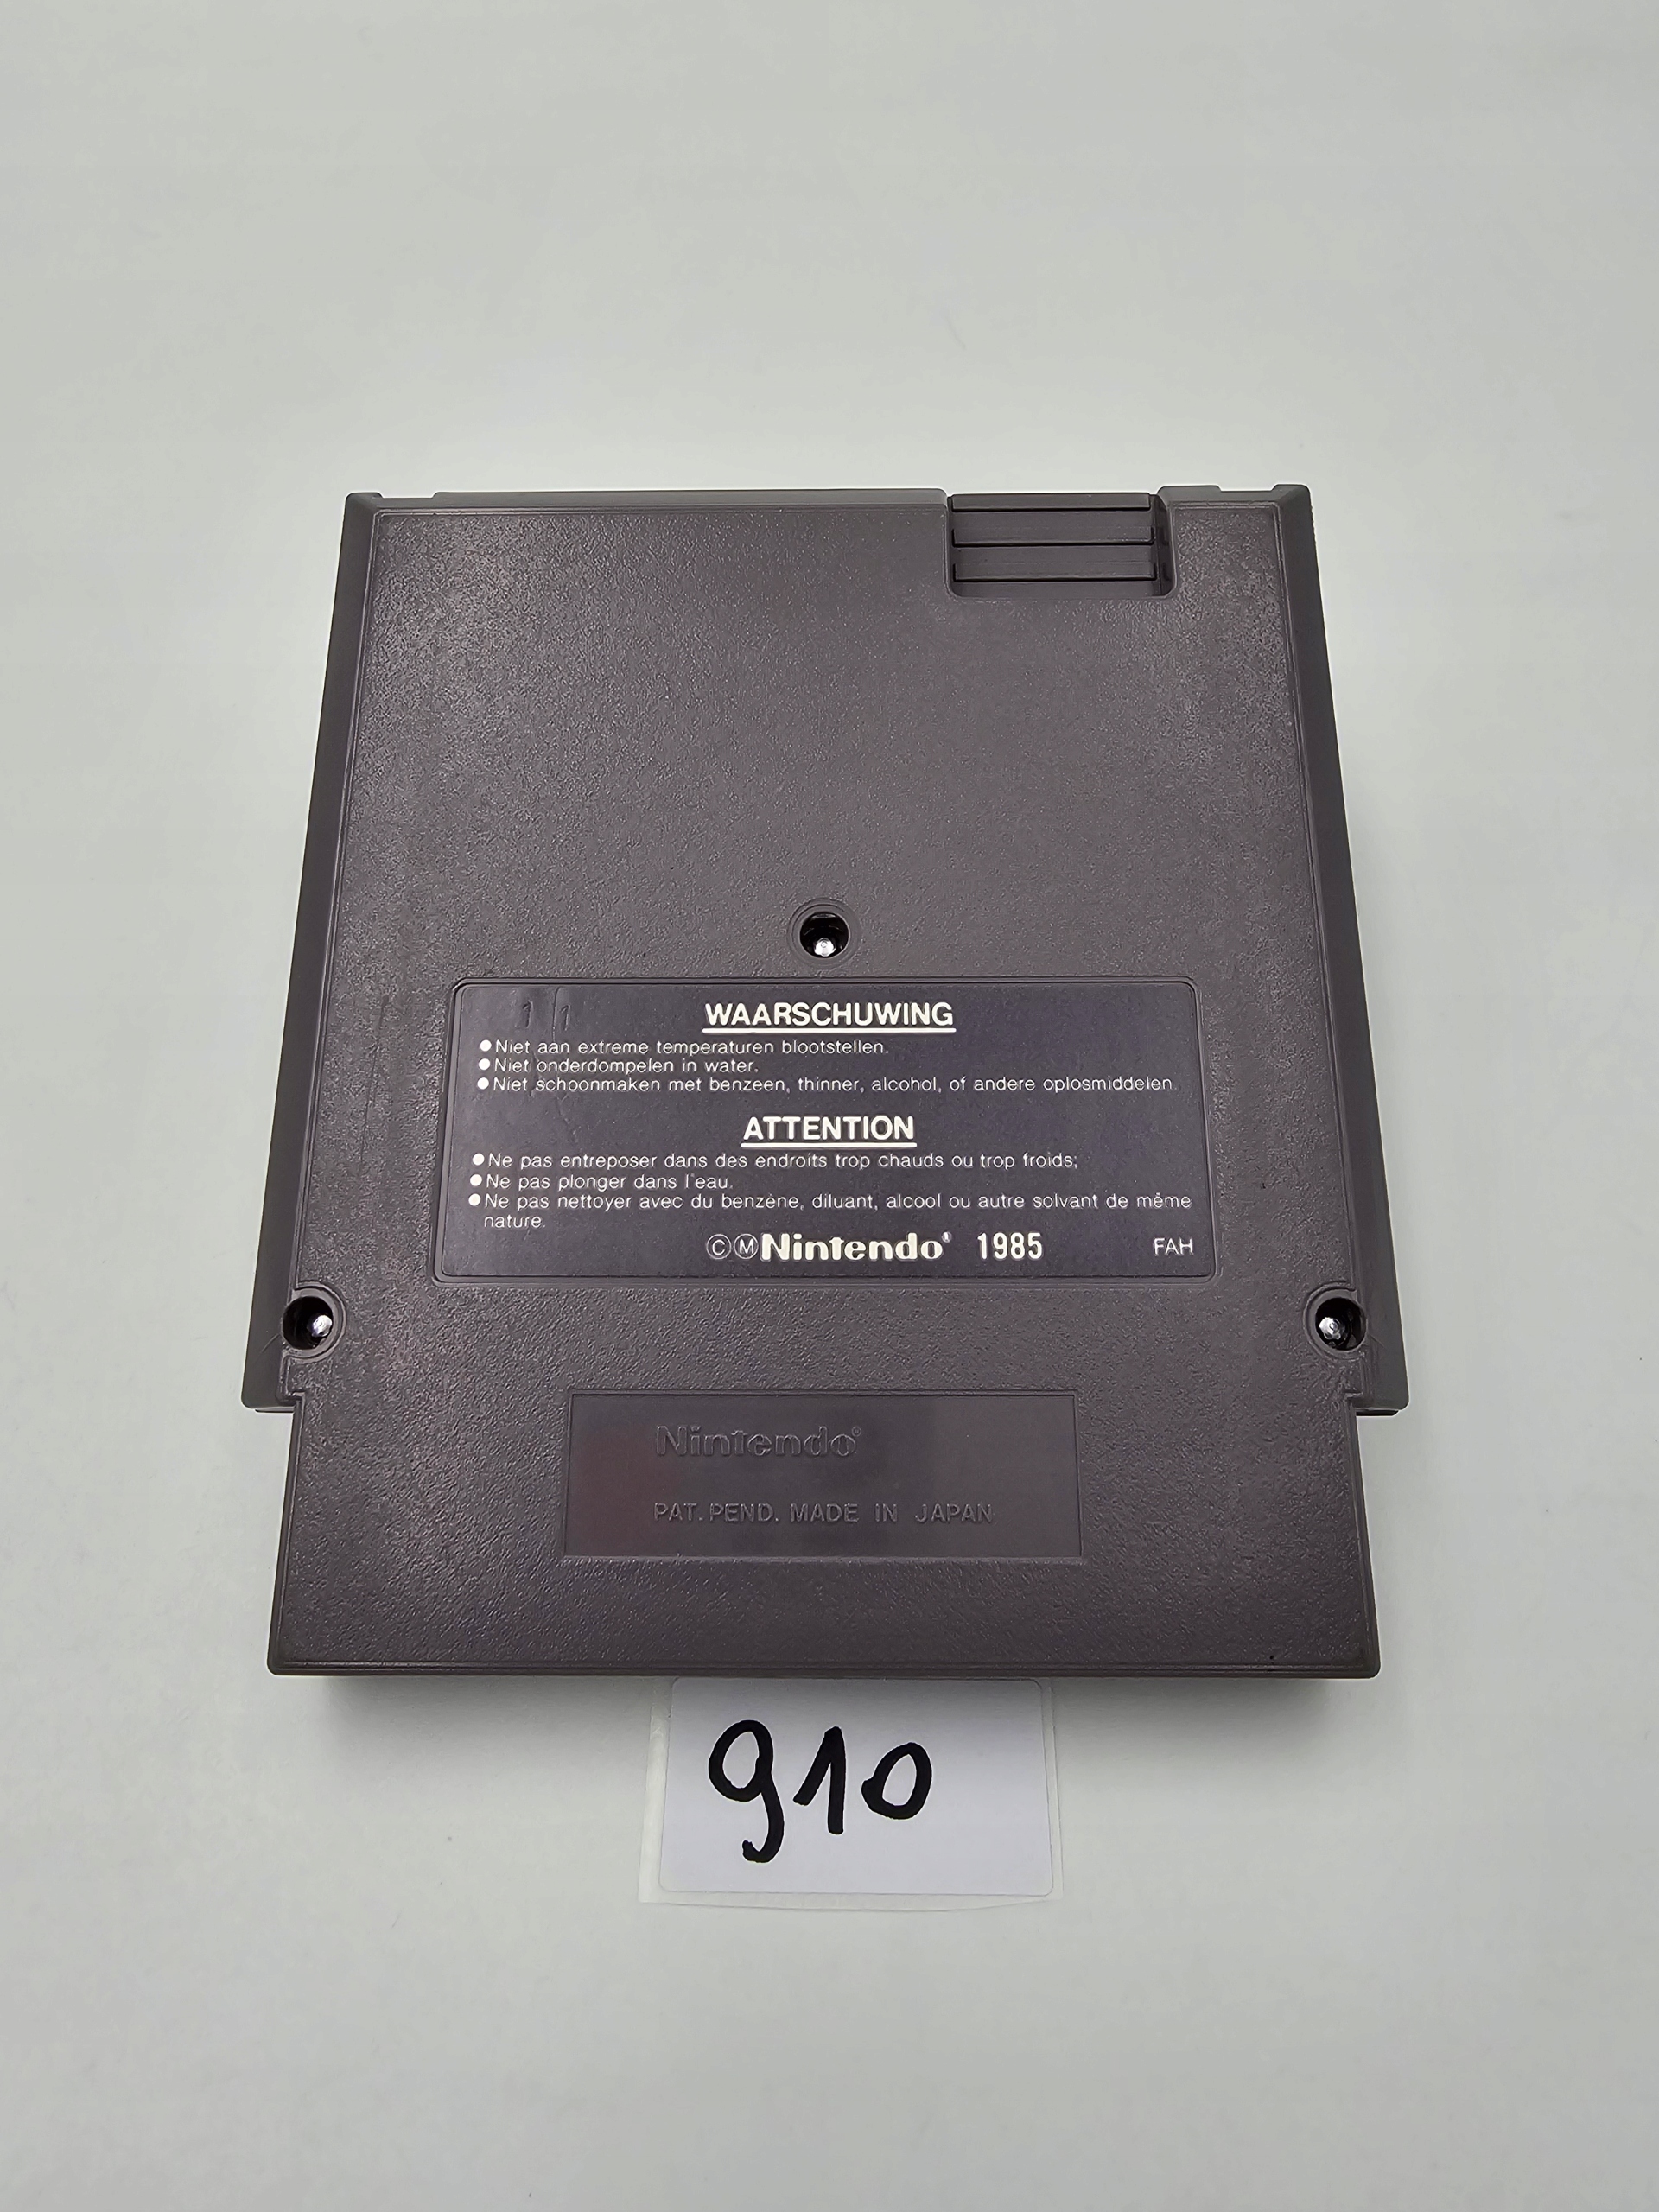 11
WAARSCHUWING
●Niet aan extreme temperaturen blootstellen.
●Niet onderdompelen in water.
●Niet schoonmaken met benzeen, thinner, alcohol, of andere oplosmiddelen.
ATTENTION
●Ne pas entreposer dans des endroits trop chauds ou trop froids;
●Ne pas plonger dans l'eau.
●Ne pas nettoyer avec du benzène, diluant, alcool ou autre solvant de même
nature.
ⒸⓂNintendo® 1985 FAH
Nintendo®
PAT. PEND. MADE IN JAPAN
910